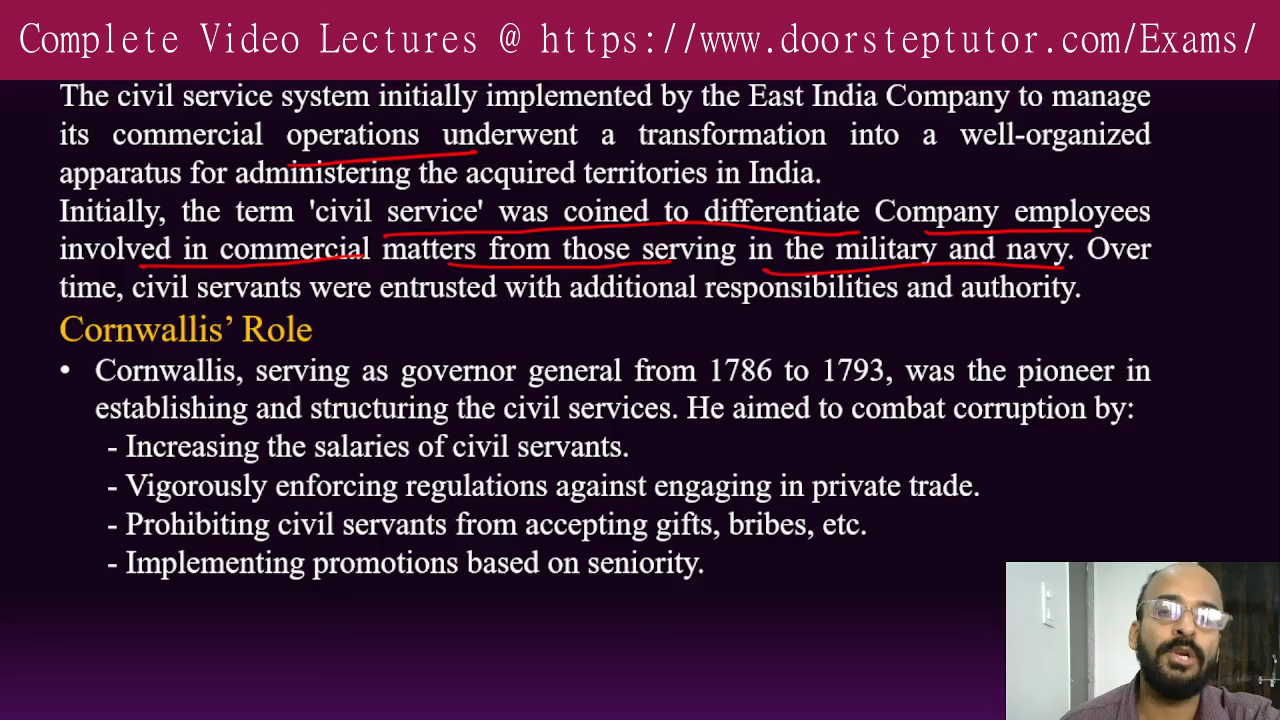 Complete Video Lectures @ https://www.doorsteptutor.com/Exams/
The civil service system initially implemented by the East India Company to manage
its commercial operations underwent a transformation into a well-organized
apparatus for administering the acquired territories in India.
Initially, the term 'civil service' was coined to differentiate Company employees
involved in commercial matters from those serving in the military and navy. Over
time, civil servants were entrusted with additional responsibilities and authority.
Cornwallis’ Role
• Cornwallis, serving as governor general from 1786 to 1793, was the pioneer in
establishing and structuring the civil services. He aimed to combat corruption by:
- Increasing the salaries of civil servants.
- Vigorously enforcing regulations against engaging in private trade.
- Prohibiting civil servants from accepting gifts, bribes, etc.
- Implementing promotions based on seniority.